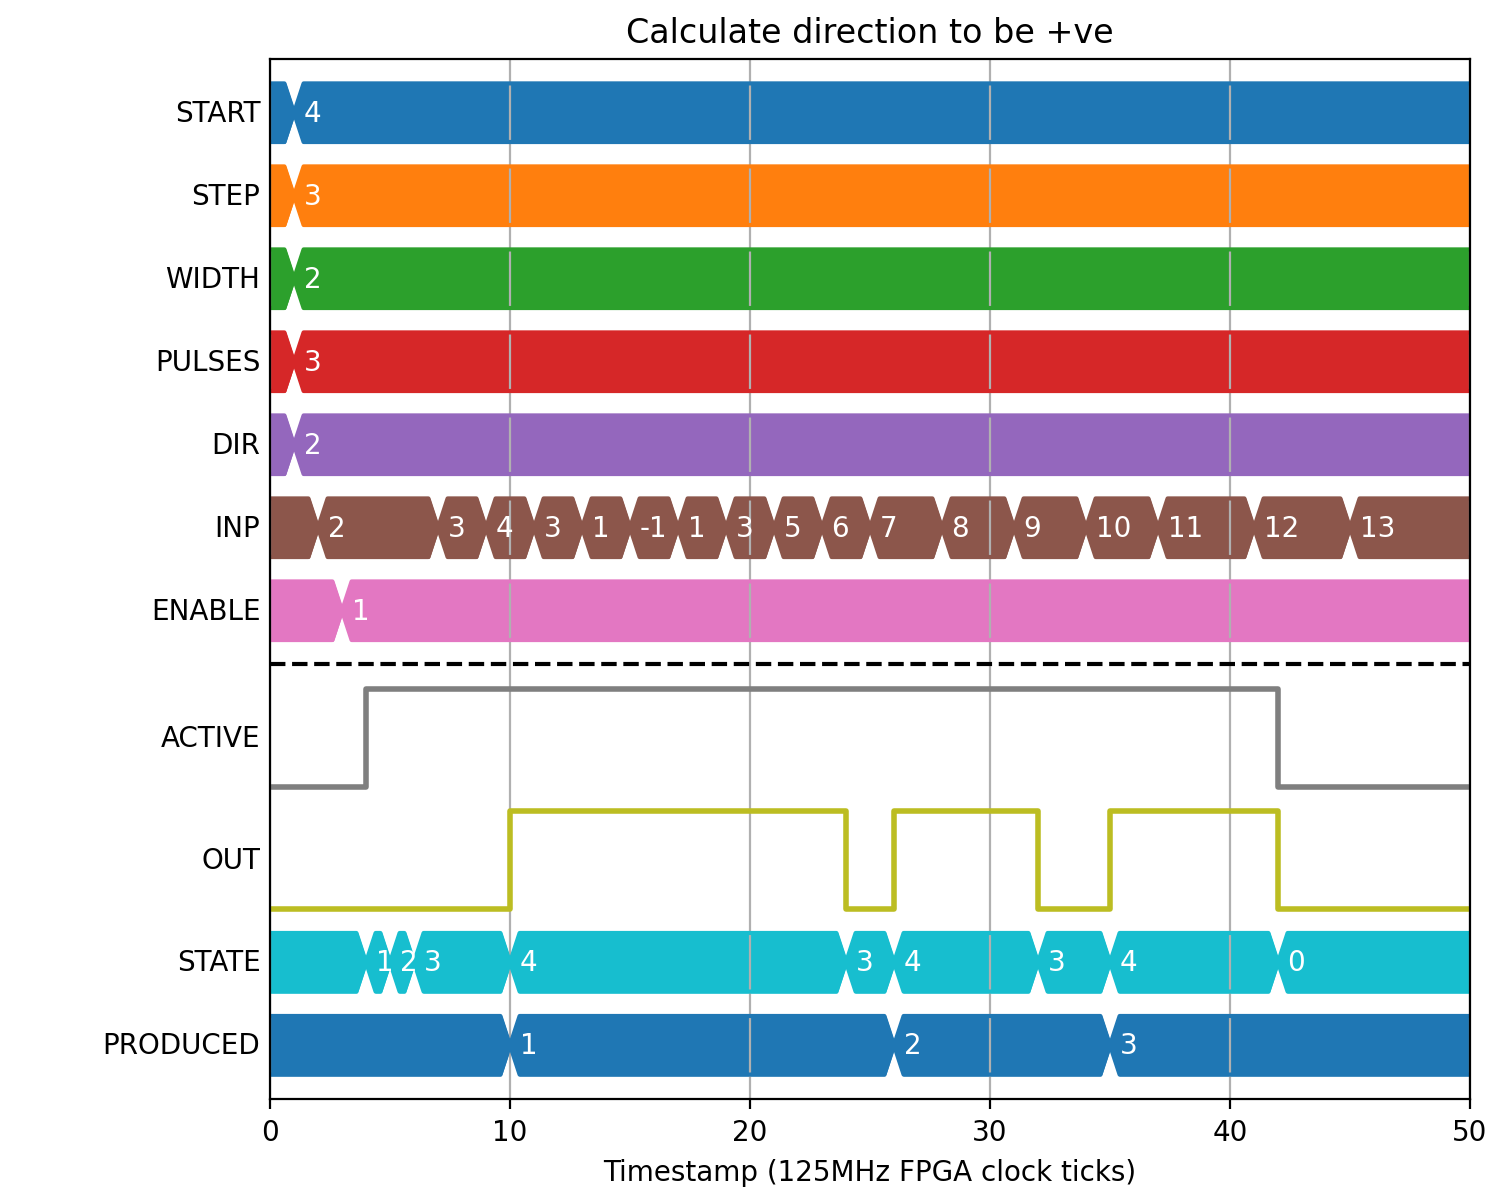 Calculate direction to be +ve
START 4
STEP 3
WIDTH 2
PULSES 3
DIR 2
INP 2 3 4 3 1 -1 1 3 5 6 7 8 9 10 11 12 13
ENABLE 1
ACTIVE
OUT
STATE 1 2 3 4 3 4 3 4 0
PRODUCED 1 2 3
0 10 20 30 40 50
Timestamp (125MHz FPGA clock ticks)